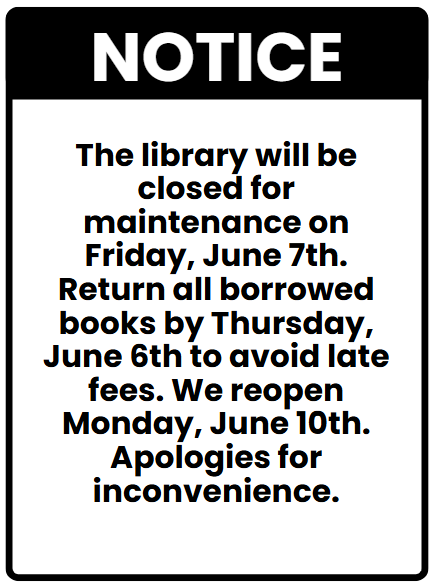 NOTICE
The library will be
closed for
maintenance on
Friday, June 7th.
Return all borrowed
books by Thursday,
June 6th to avoid late
fees. We reopen
Monday, June 10th.
Apologies for
inconvenience.